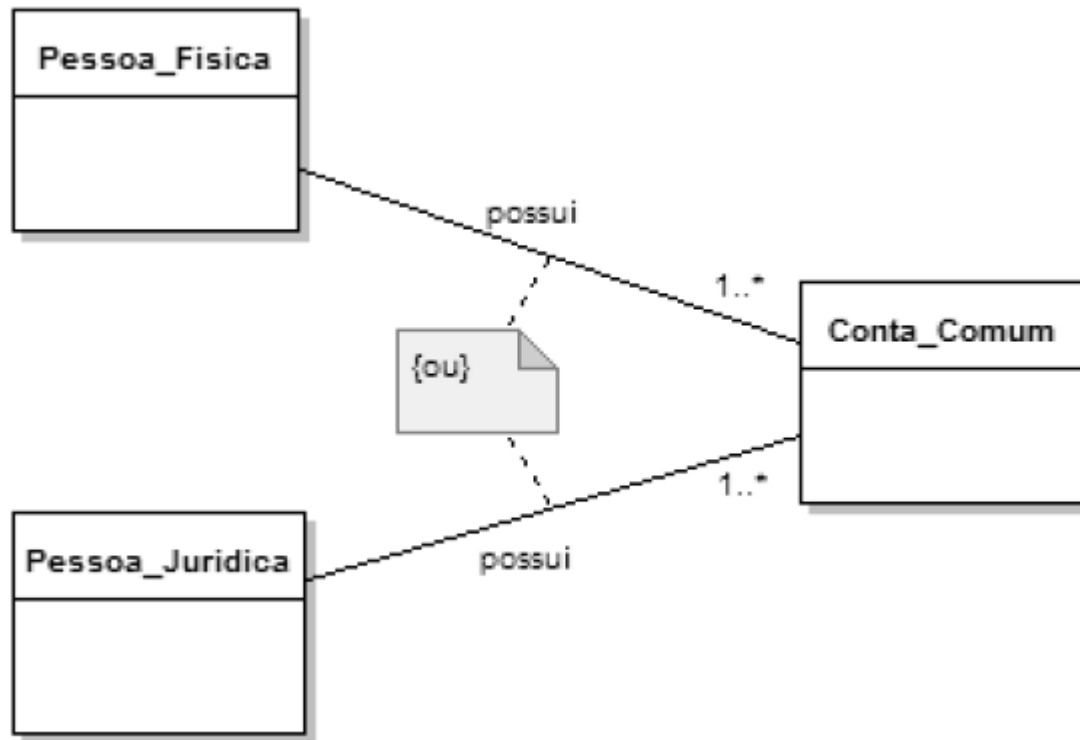 Pessoa_Fisica
possui
1..*
Conta_Comum
{ou}
1..*
Pessoa_Juridica
possui